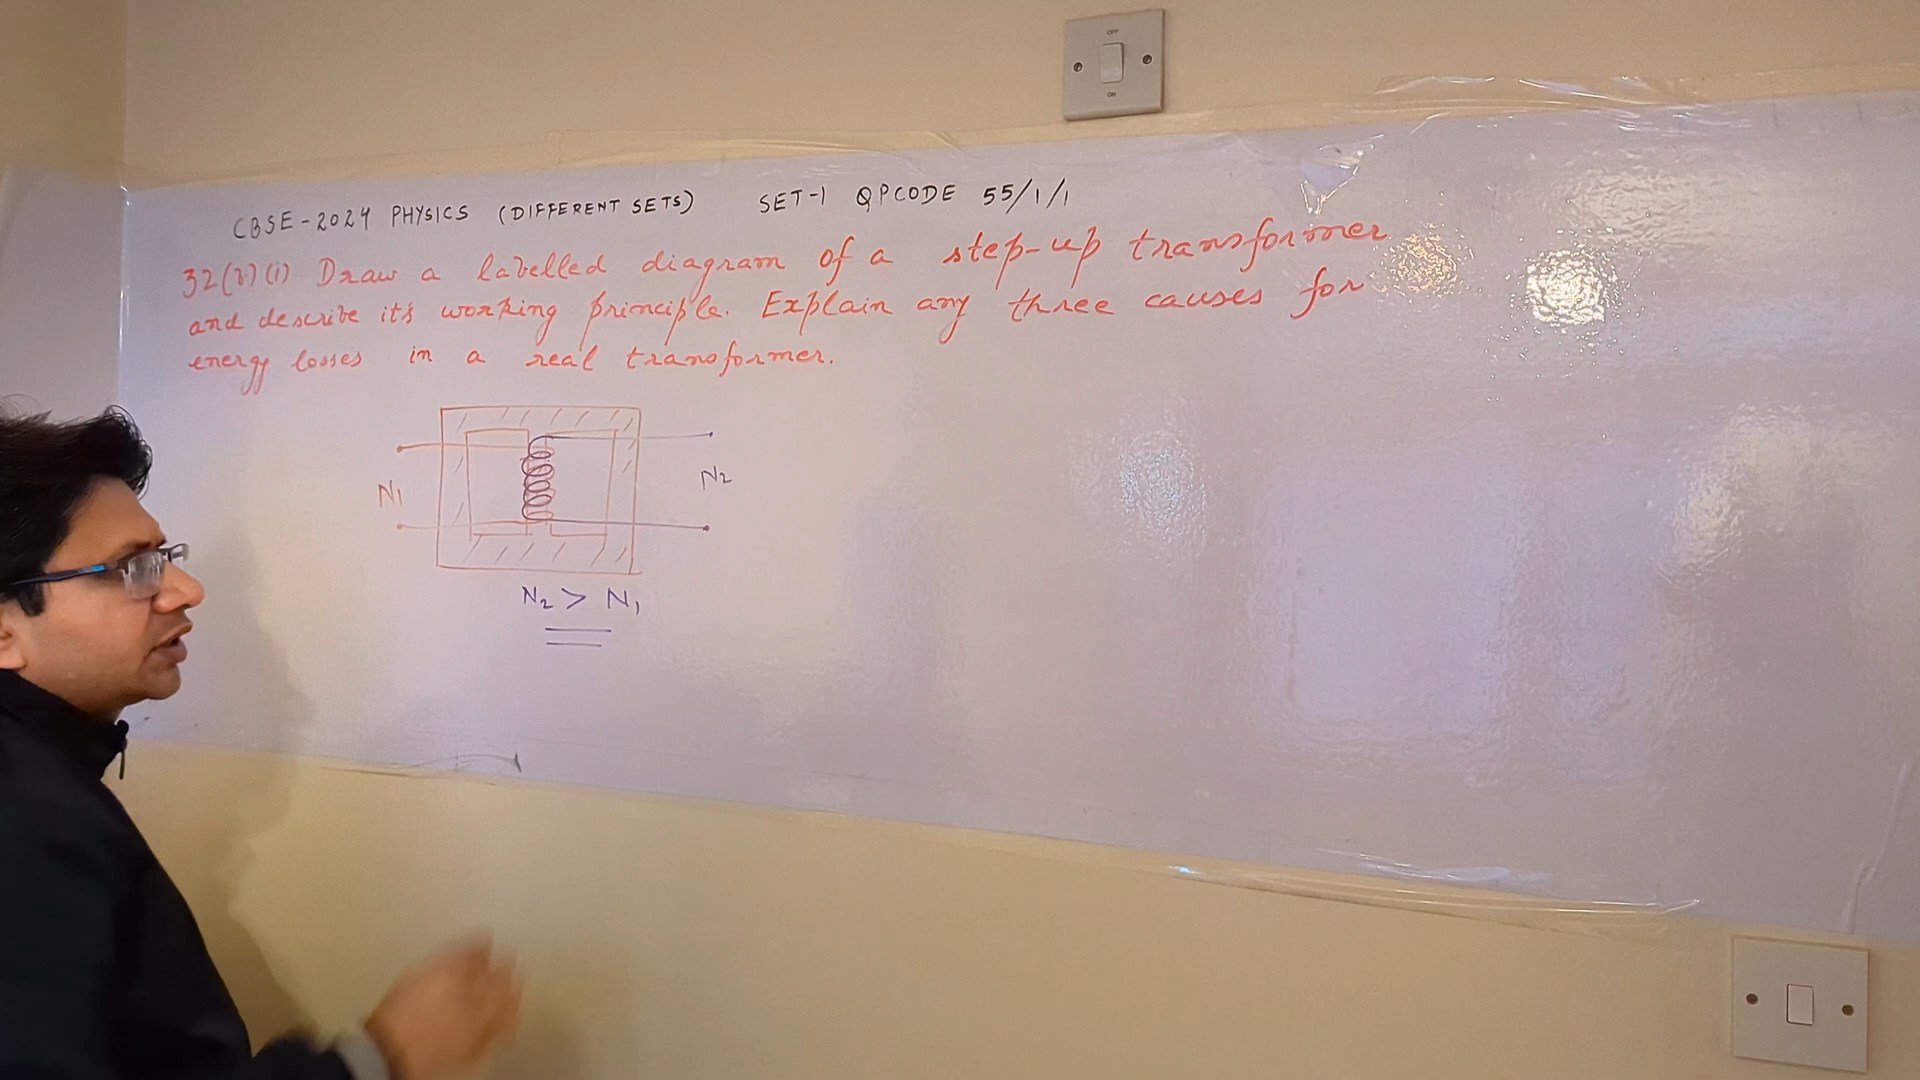 OFF
ON
CBSE-2024 PHYSICS (DIFFERENT SETS) SET-1 QPCODE 55/1/1
32(b)(i) Draw a labelled diagram of a step-up transformer
and describe it's working principle. Explain any three causes for
energy losses in a real transformer.
N1 N2
N2 > N1